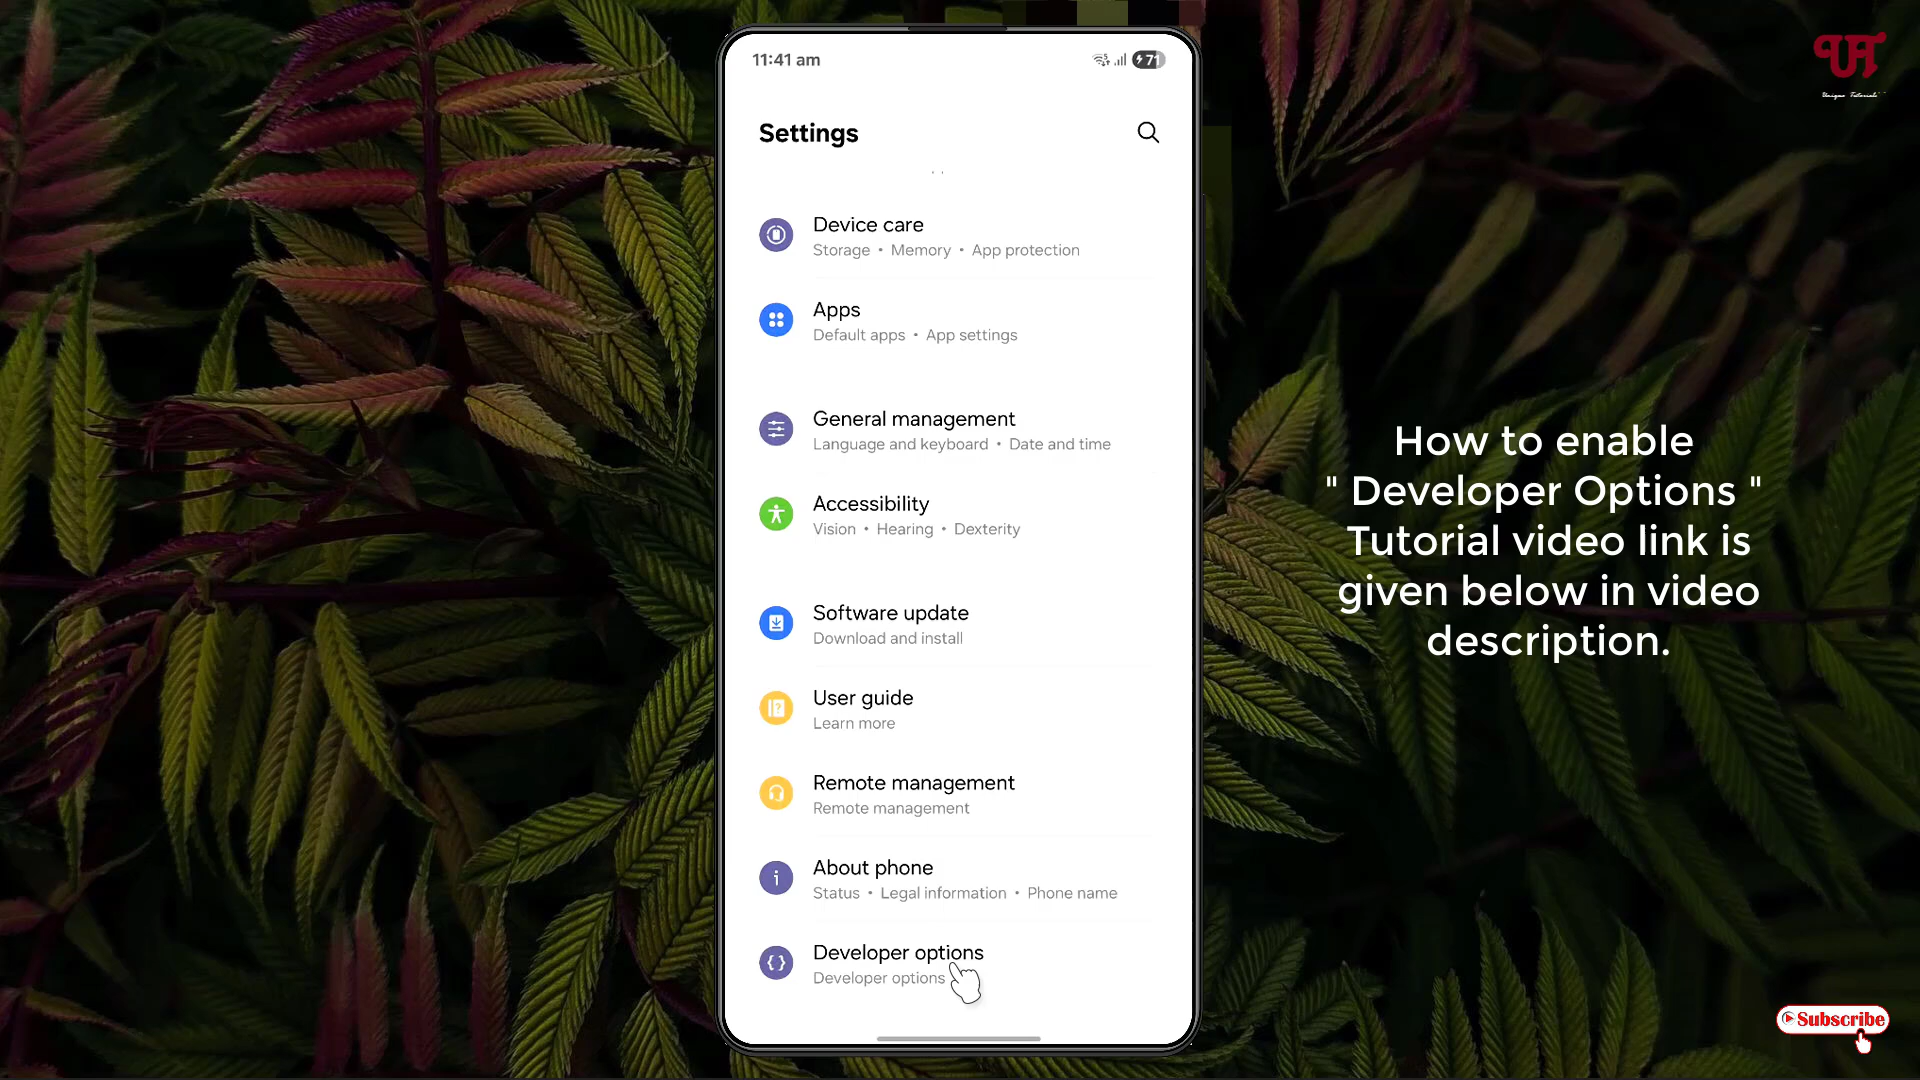 11:41 am
71
Settings
Device care
Storage • Memory • App protection
Apps
Default apps • App settings
General management
Language and keyboard • Date and time
Accessibility
Vision • Hearing • Dexterity
Software update
Download and install
User guide
Learn more
Remote management
Remote management
About phone
Status • Legal information • Phone name
Developer options
Developer options
UT
Unique Tutorial
How to enable
" Developer Options "
Tutorial video link is
given below in video
description.
Subscribe